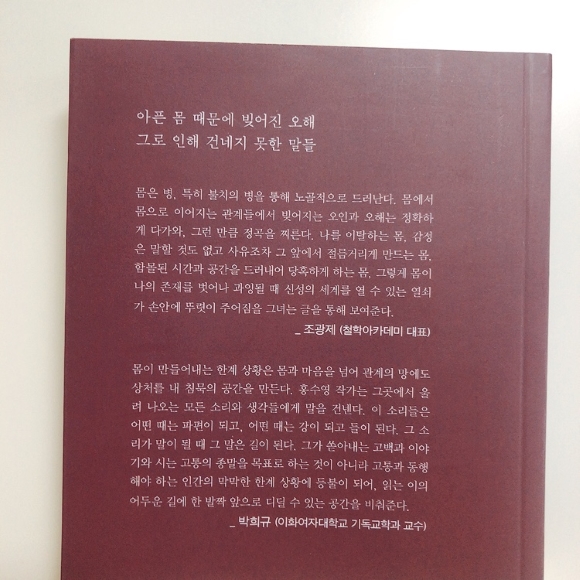 아픈 몸 때문에 빚어진 오해
그로 인해 건네지 못한 말들
몸은 병, 특히 불치의 병을 통해 노골적으로 드러난다. 몸에서
몸으로 이어지는 관계들에서 빚어지는 오인과 오해는 정확하
게 다가와, 그런 만큼 정곡을 찌른다. 나를 이탈하는 몸, 감성
은 말할 것도 없고 사유조차 그 앞에서 절름거리게 만드는 몸,
함몰된 시간과 공간을 드러내어 당혹하게 하는 몸, 그렇게 몸이
나의 존재를 벗어나 과잉될 때 신성의 세계를 열 수 있는 열쇠
가 손안에 뚜렷이 주어짐을 그녀는 글을 통해 보여준다.
_ 조광제 (철학아카데미 대표)
몸이 만들어내는 한계 상황은 몸과 마음을 넘어 관계의 망에도
상처를 내 침묵의 공간을 만든다. 홍수영 작가는 그곳에서 울
려 나오는 모든 소리와 생각들에게 말을 건넨다. 이 소리들은
어떤 때는 파편이 되고, 어떤 때는 강이 되고 들이 된다. 그 소
리가 말이 될 때 그 말은 길이 된다. 그가 쏟아내는 고백과 이야
기와 시는 고통의 종말을 목표로 하는 것이 아니라 고통과 동행
해야 하는 인간의 막막한 한계 상황에 등불이 되어, 읽는 이의
어두운 길에 한 발짝 앞으로 디딜 수 있는 공간을 비춰준다.
_ 박희규 (이화여자대학교 기독교학과 교수)